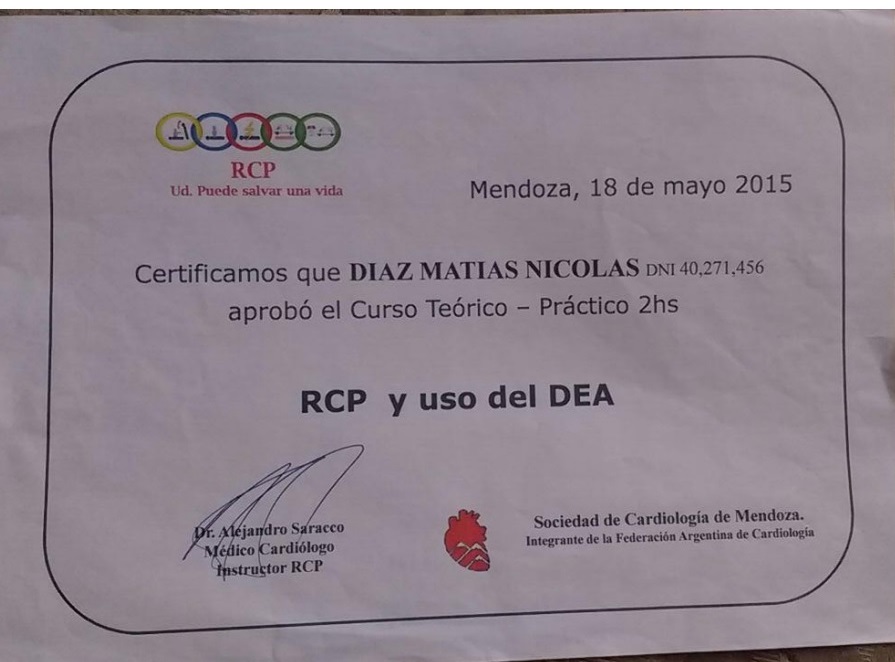 RCP
Ud. Puede salvar una vida
Mendoza, 18 de mayo 2015
Certificamos que DIAZ MATIAS NICOLAS DNI 40,271,456
aprobó el Curso Teórico – Práctico 2hs
RCP y uso del DEA
Dr. Alejandro Saracco
Médico Cardiólogo
Instructor RCP
Sociedad de Cardiología de Mendoza.
Integrante de la Federación Argentina de Cardiología